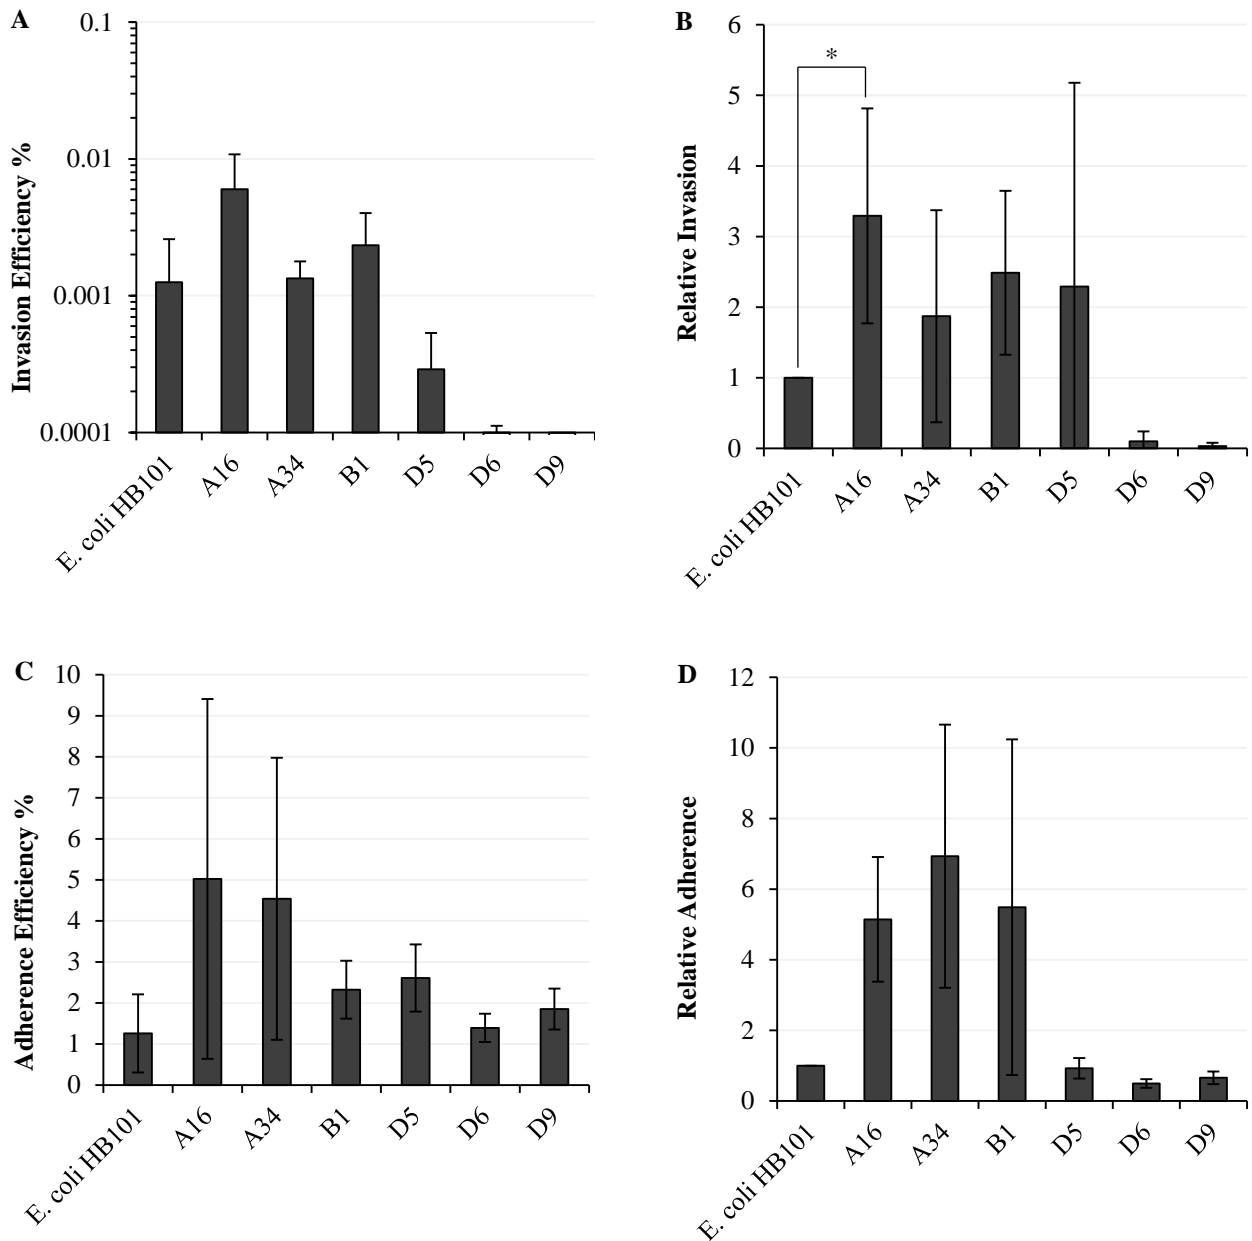 A
Invasion Efficiency %
0.1
0.01
0.001
0.0001
E. coli HB101
A16
A34
B1
D5
D6
D9
B
Relative Invasion
6
5
4
3
2
1
0
*
E. coli HB101
A16
A34
B1
D5
D6
D9
C
Adherence Efficiency %
10
9
8
7
6
5
4
3
2
1
0
E. coli HB101
A16
A34
B1
D5
D6
D9
D
Relative Adherence
12
10
8
6
4
2
0
E. coli HB101
A16
A34
B1
D5
D6
D9